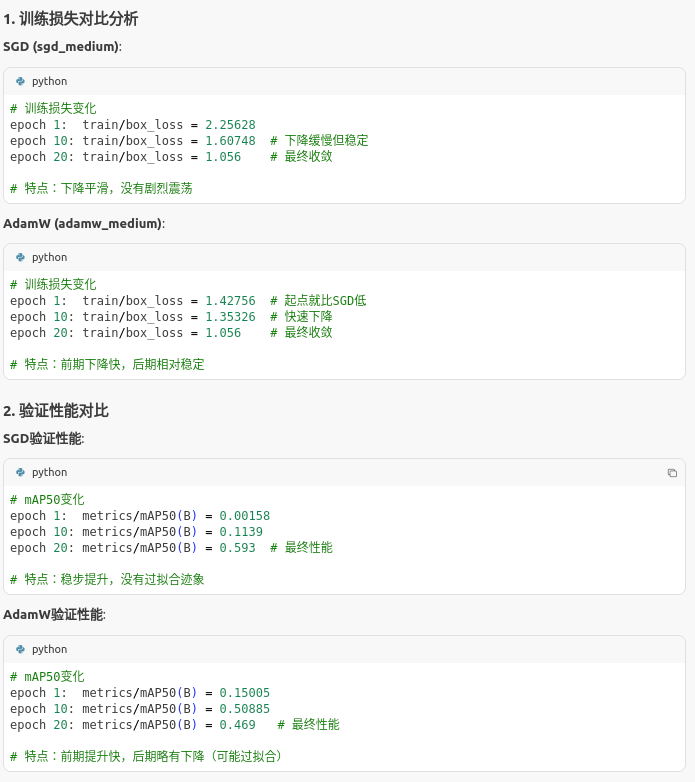 1. 训练损失对比分析
SGD (sgd_medium):
python
# 训练损失变化
epoch 1:  train/box_loss = 2.25628
epoch 10: train/box_loss = 1.60748  # 下降缓慢但稳定
epoch 20: train/box_loss = 1.056    # 最终收敛
# 特点：下降平滑，没有剧烈震荡
AdamW (adamw_medium):
python
# 训练损失变化
epoch 1:  train/box_loss = 1.42756  # 起点就比SGD低
epoch 10: train/box_loss = 1.35326  # 快速下降
epoch 20: train/box_loss = 1.056    # 最终收敛
# 特点：前期下降快，后期相对稳定
2. 验证性能对比
SGD验证性能:
python
# mAP50变化
epoch 1:  metrics/mAP50(B) = 0.00158
epoch 10: metrics/mAP50(B) = 0.1139
epoch 20: metrics/mAP50(B) = 0.593  # 最终性能
# 特点：稳步提升，没有过拟合迹象
AdamW验证性能:
python
# mAP50变化
epoch 1:  metrics/mAP50(B) = 0.15005
epoch 10: metrics/mAP50(B) = 0.50885
epoch 20: metrics/mAP50(B) = 0.469   # 最终性能
# 特点：前期提升快，后期略有下降（可能过拟合）